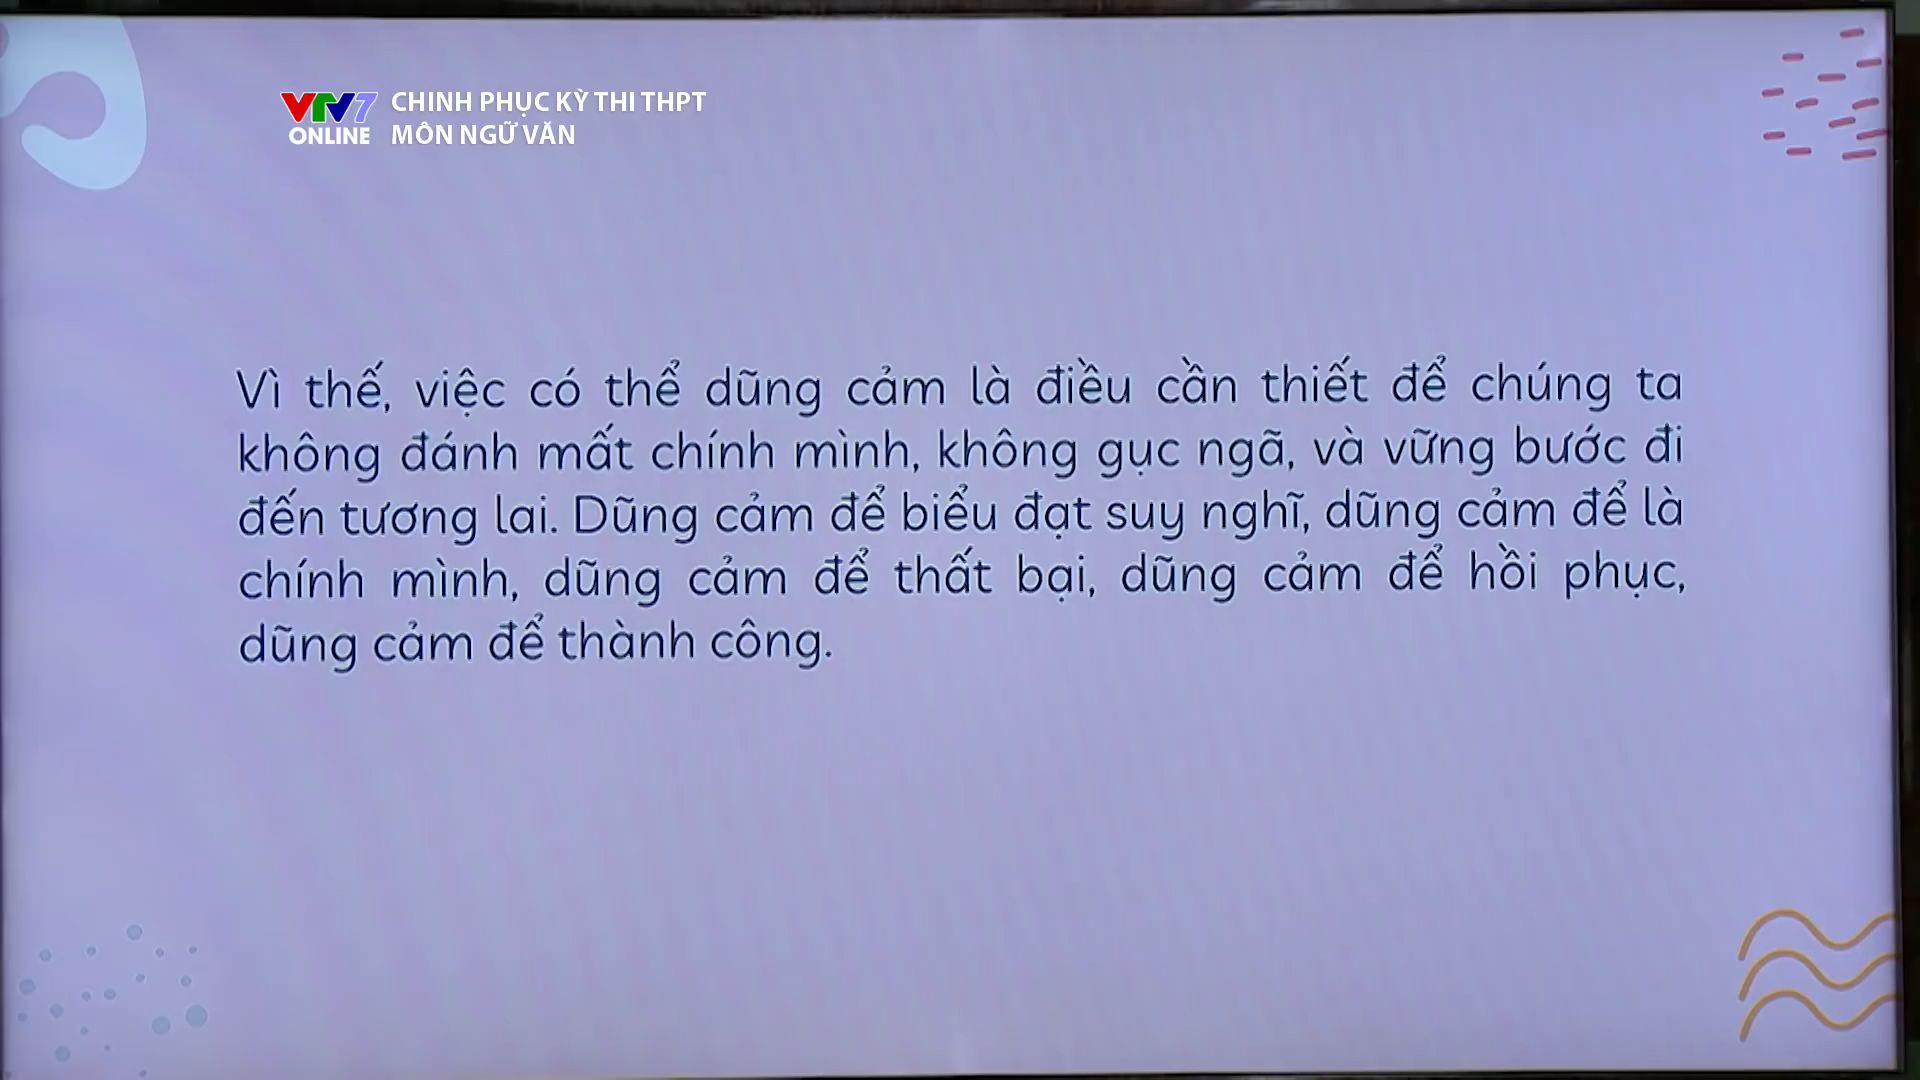 VTV7 CHINH PHỤC KỲ THI THPT
ONLINE MÔN NGỮ VĂN
Vì thế, việc có thể dũng cảm là điều cần thiết để chúng ta
không đánh mất chính mình, không gục ngã, và vững bước đi
đến tương lai. Dũng cảm để biểu đạt suy nghĩ, dũng cảm để là
chính mình, dũng cảm để thất bại, dũng cảm để hồi phục,
dũng cảm để thành công.